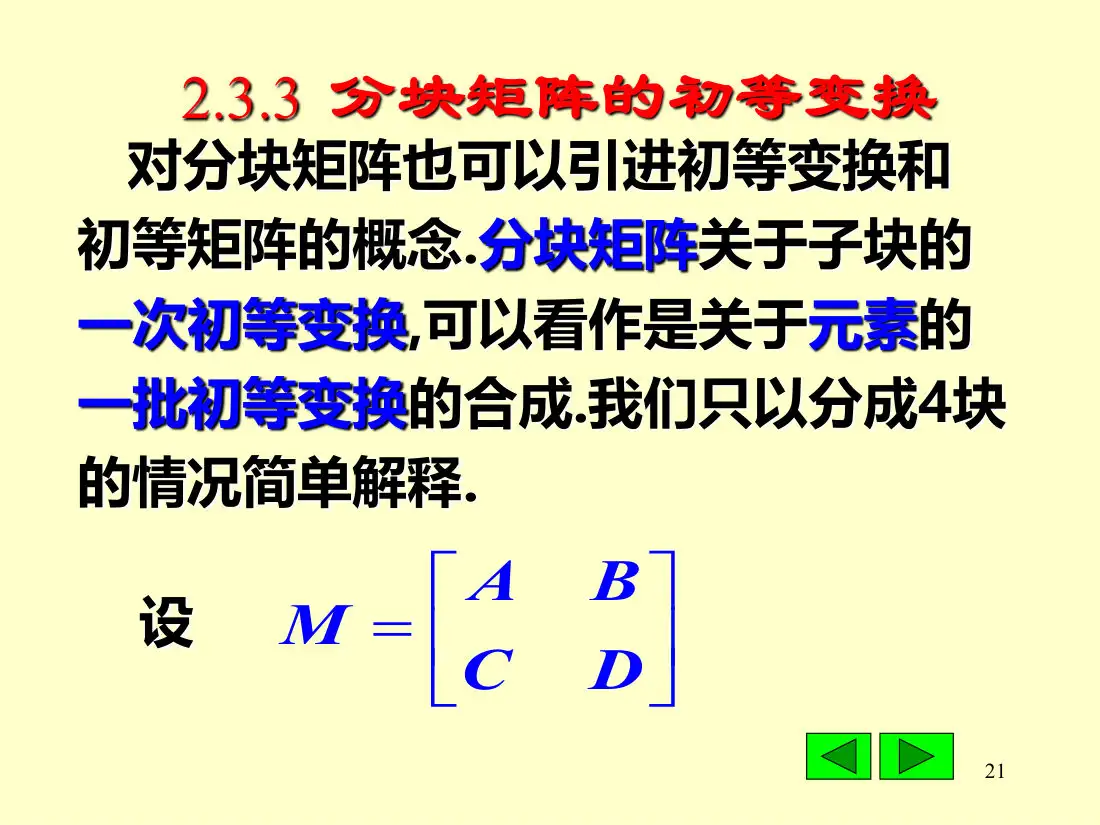 2.3.3 分块矩阵的初等变换
对分块矩阵也可以引进初等变换和
初等矩阵的概念.分块矩阵关于子块的
一次初等变换,可以看作是关于元素的
一批初等变换的合成.我们只以分成4块
的情况简单解释.
设 M = [A B
C D]
21